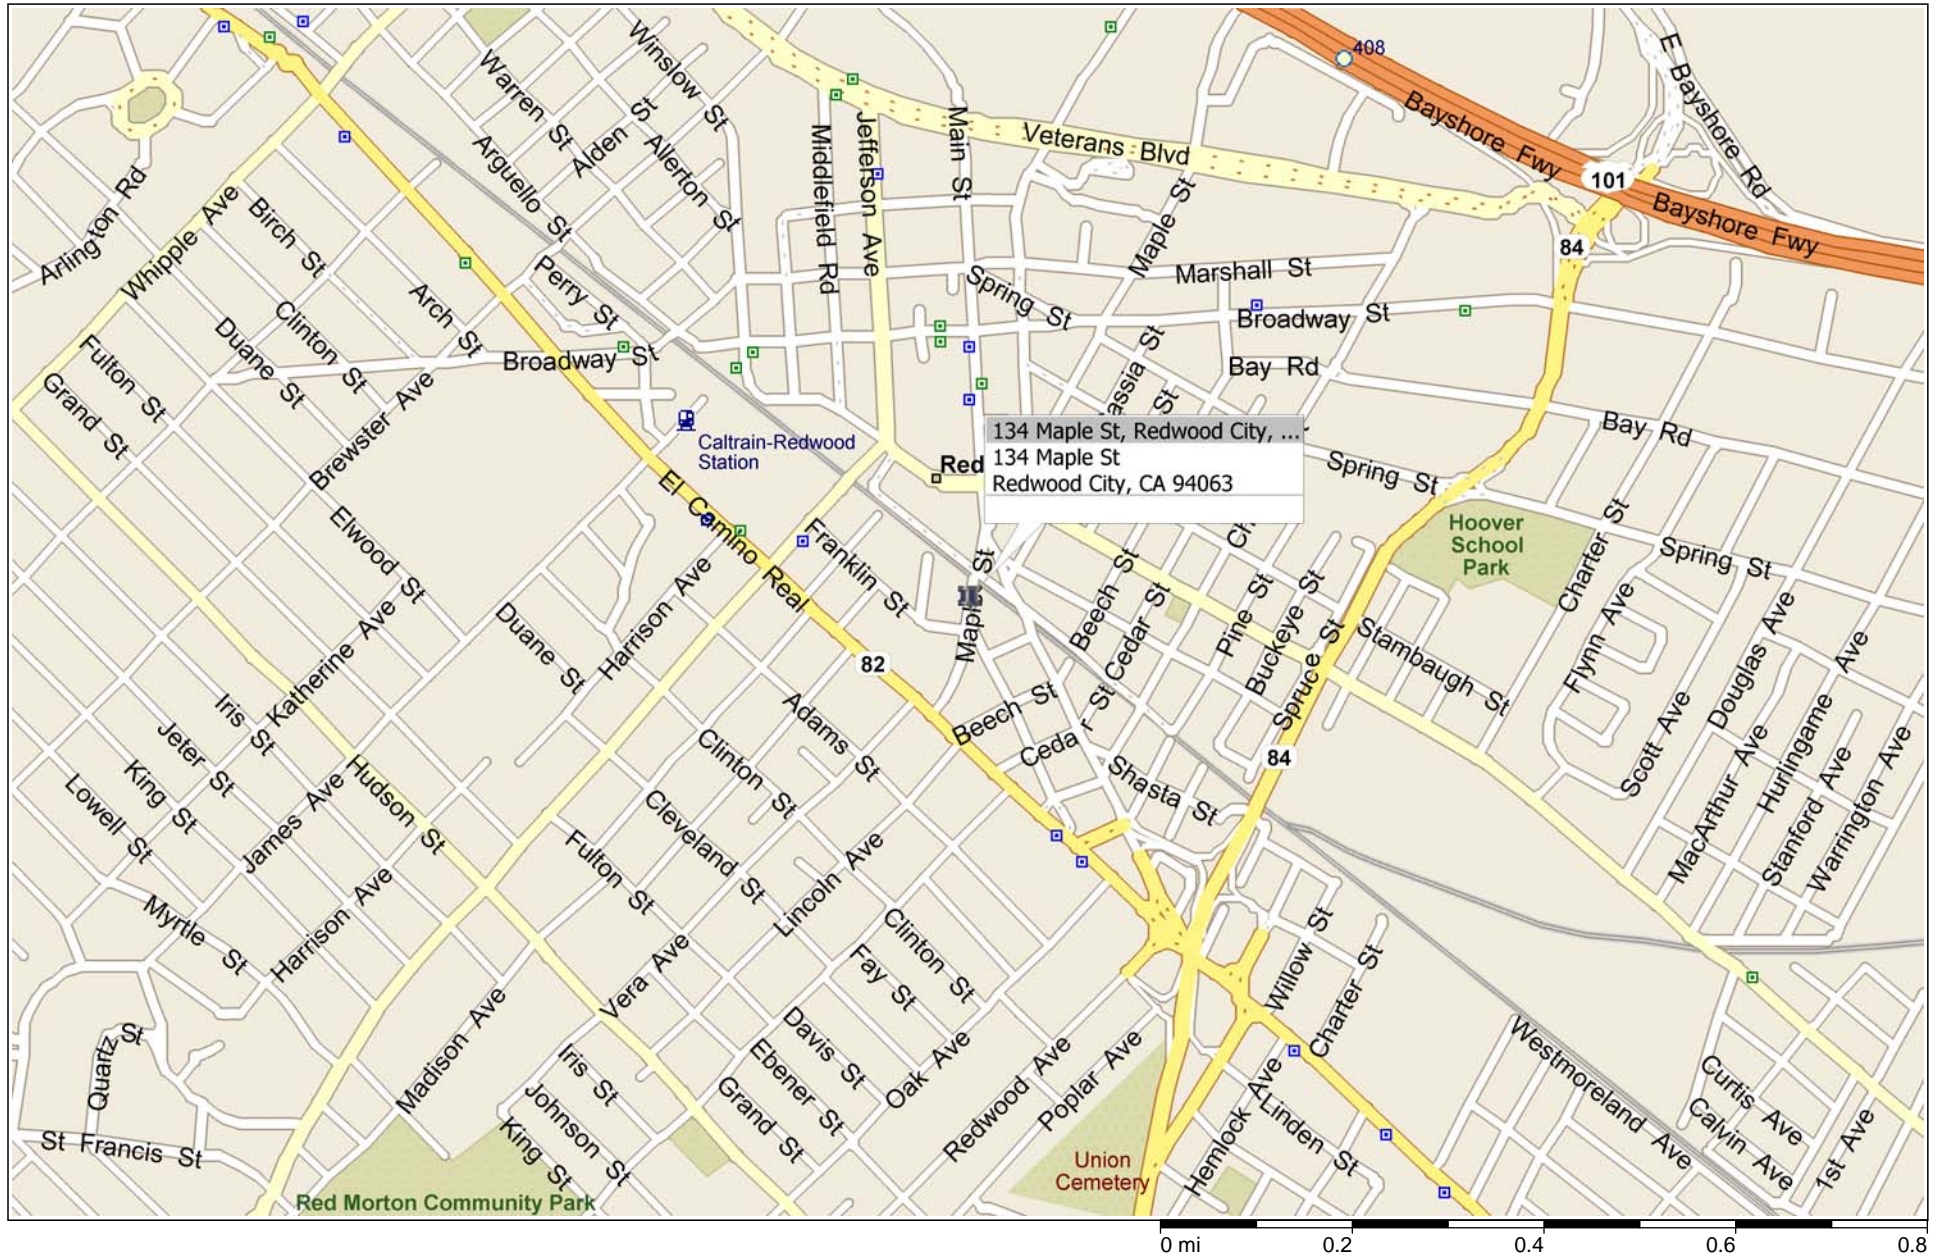 408
E Bayshore Rd
Winslow St
Warren St
Alden St
Allerton St
Arguello St
Middlefield Rd
Jefferson Ave
Main St
Veterans Blvd
Bayshore Fwy
101
Bayshore Fwy
84
Maple St
Marshall St
Arlington Rd
Whipple Ave
Birch St
Perry St
Arch St
Spring St
Broadway St
Clinton St
Duane St
Fulton St
Grand St
Broadway St
Bay Rd
Brewster Ave
Caltrain-Redwood
Station
Red
134 Maple St, Redwood City, ...
134 Maple St
Redwood City, CA 94063
St
Bay Rd
Spring St
El Camino Real
Franklin St
Hoover
School
Park
Charter St
Spring St
Elwood St
Katherine Ave
Duane St
Harrison Ave
Maple St
Beech St
Cedar St
Pine St
Buckeye St
Spruce St
Stambaugh St
Flynn Ave
Scott Ave
Douglas Ave
MacArthur Ave
Hurlingame Ave
Stanford Ave
Warrington Ave
82
84
Iris St
Jeter St
King St
Lowell St
James Ave
Hudson St
Adams St
Clinton St
Beech St
Cedar St
Shasta St
Cleveland St
Fulton St
Lincoln Ave
Myrtle St
Harrison Ave
Vera Ave
Fay St
Clinton St
Willow St
Charter St
Madison Ave
Quartz St
Iris St
Johnson St
King St
Davis St
Ebener St
Grand St
Oak Ave
Redwood Ave
Poplar Ave
Hemlock Ave
Linden St
Westmoreland Ave
Curtis Ave
Calvin Ave
1st Ave
St Francis St
Red Morton Community Park
Union
Cemetery
0 mi 0.2 0.4 0.6 0.8